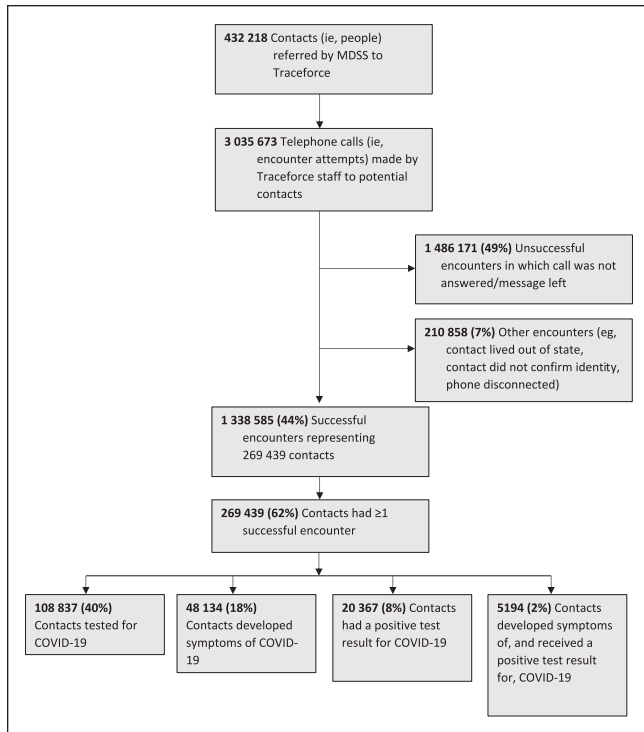 432 218 Contacts (ie, people)
referred by MDSS to
Traceforce
3 035 673 Telephone calls (ie,
encounter attempts) made by
Traceforce staff to potential
contacts
1 486 171 (49%) Unsuccessful
encounters in which call was not
answered/message left
210 858 (7%) Other encounters (eg,
contact lived out of state,
contact did not confirm identity,
phone disconnected)
1 338 585 (44%) Successful
encounters representing
269 439 contacts
269 439 (62%) Contacts had ≥1
successful encounter
108 837 (40%)
Contacts tested for
COVID-19
48 134 (18%)
Contacts developed
symptoms of COVID-
19
20 367 (8%) Contacts
had a positive test
result for COVID-19
5194 (2%) Contacts
developed symptoms
of, and received a
positive test result
for, COVID-19